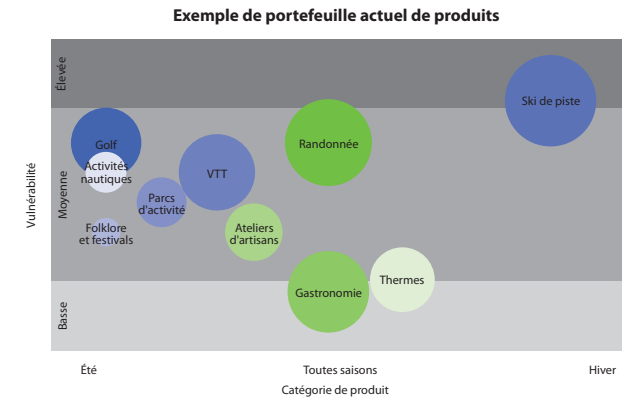 Exemple de portefeuille actuel de produits
Vulnérabilité
Élevée
Moyenne
Basse
Ski de piste
Golf
Randonnée
Activités
nautiques
VTT
Parcs
d'activité
Folklore
et festivals
Ateliers
d'artisans
Thermes
Gastronomie
Été
Toutes saisons
Hiver
Catégorie de produit